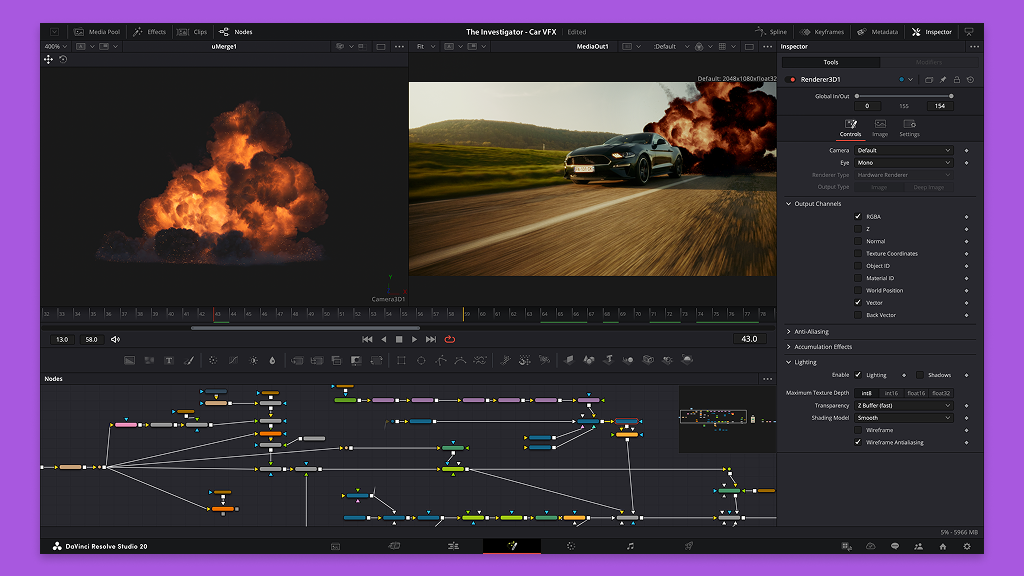 Media Pool Effects Clips Nodes The Investigator - Car VFX Edited Spline Keyframes Metadata Inspector
400% uMerge1 Fit MediaOut1 :Default Inspector
Tools Modifiers
Default: 2048x1080xfloat32
Renderer3D1
Global In/Out
0 155 154
Controls Image Settings
Camera Default
Eye Mono
Renderer Type Hardware Renderer
Output Type Image Deep Image
Output Channels
RGBA
Z
Normal
Texture Coordinates
Object ID
Material ID
World Position
Vector
Back Vector
Y
Camera3D1
32 33 34 35 36 37 38 39 40 41 42 43 44 45 46 47 48 49 50 51 52 53 54 55 56 57 58 59 60 61 62 63 64 65 66 67 68 69 70 71 72 73 74 75 76 77 78
13.0 58.0 43.0
Anti-Aliasing
Accumulation Effects
Lighting
Enable Lighting Shadows
Maximum Texture Depth int8 int16 float16 float32
Transparency Z Buffer (fast)
Shading Model Smooth
Wireframe
Wireframe Antialiasing
Nodes
5% - 5966 MB
DaVinci Resolve Studio 20